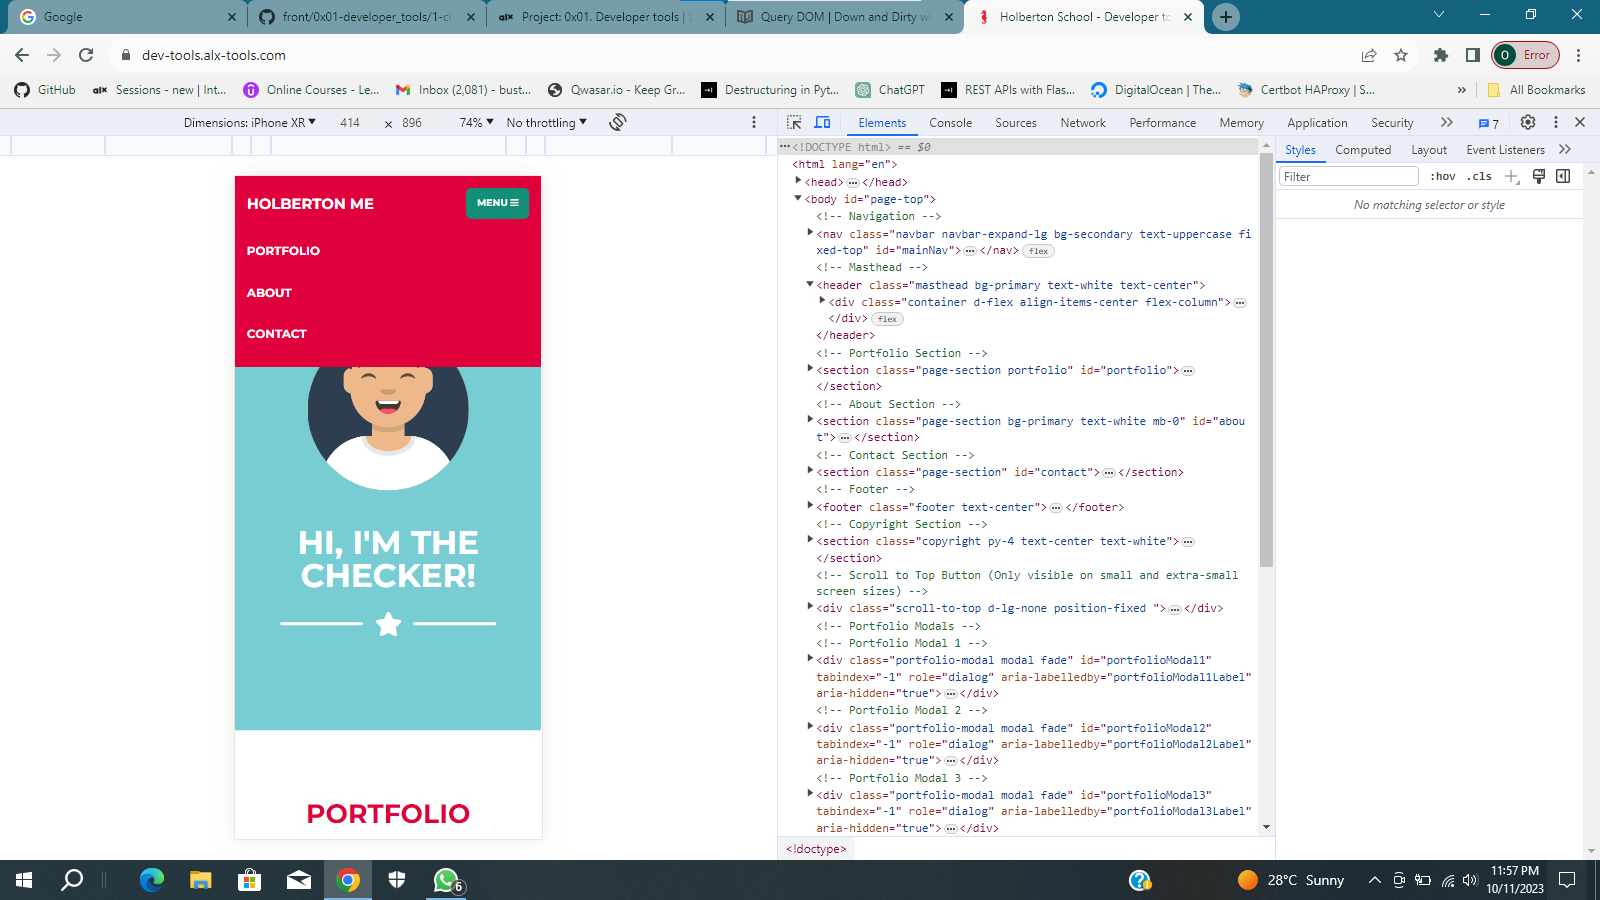 Google
front/0x01-developer_tools/1-ch
Project: 0x01. Developer tools | I
Query DOM | Down and Dirty wi
Holberton School - Developer to
dev-tools.alx-tools.com
O Error
GitHub
alx Sessions - new | Int...
Online Courses - Le...
Inbox (2,081) - bust...
Qwasar.io - Keep Gr...
Destructuring in Pyt...
ChatGPT
REST APIs with Flas...
DigitalOcean | The...
Certbot HAProxy | S...
»
All Bookmarks
Dimensions: iPhone XR 414 × 896 74% No throttling
Elements Console Sources Network Performance Memory Application Security » 7
HOLBERTON ME
MENU
PORTFOLIO
ABOUT
CONTACT
HI, I'M THE
CHECKER!
PORTFOLIO
<!DOCTYPE html> == $0
<html lang="en">
<head> ••• </head>
<body id="page-top">
<!-- Navigation -->
<nav class="navbar navbar-expand-lg bg-secondary text-uppercase fi
xed-top" id="mainNav"> ••• </nav> flex
<!-- Masthead -->
<header class="masthead bg-primary text-white text-center">
<div class="container d-flex align-items-center flex-column"> •••
</div> flex
</header>
<!-- Portfolio Section -->
<section class="page-section portfolio" id="portfolio"> •••
</section>
<!-- About Section -->
<section class="page-section bg-primary text-white mb-0" id="abou
t"> ••• </section>
<!-- Contact Section -->
<section class="page-section" id="contact"> ••• </section>
<!-- Footer -->
<footer class="footer text-center"> ••• </footer>
<!-- Copyright Section -->
<section class="copyright py-4 text-center text-white"> •••
</section>
<!-- Scroll to Top Button (Only visible on small and extra-small
screen sizes) -->
<div class="scroll-to-top d-lg-none position-fixed "> ••• </div>
<!-- Portfolio Modals -->
<!-- Portfolio Modal 1 -->
<div class="portfolio-modal modal fade" id="portfolioModal1"
tabindex="-1" role="dialog" aria-labelledby="portfolioModal1Label"
aria-hidden="true"> ••• </div>
<!-- Portfolio Modal 2 -->
<div class="portfolio-modal modal fade" id="portfolioModal2"
tabindex="-1" role="dialog" aria-labelledby="portfolioModal2Label"
aria-hidden="true"> ••• </div>
<!-- Portfolio Modal 3 -->
<div class="portfolio-modal modal fade" id="portfolioModal3"
tabindex="-1" role="dialog" aria-labelledby="portfolioModal3Label"
aria-hidden="true"> ••• </div>
<!doctype>
Styles Computed Layout Event Listeners »
Filter :hov .cls
No matching selector or style
6
28°C Sunny
11:57 PM
10/11/2023